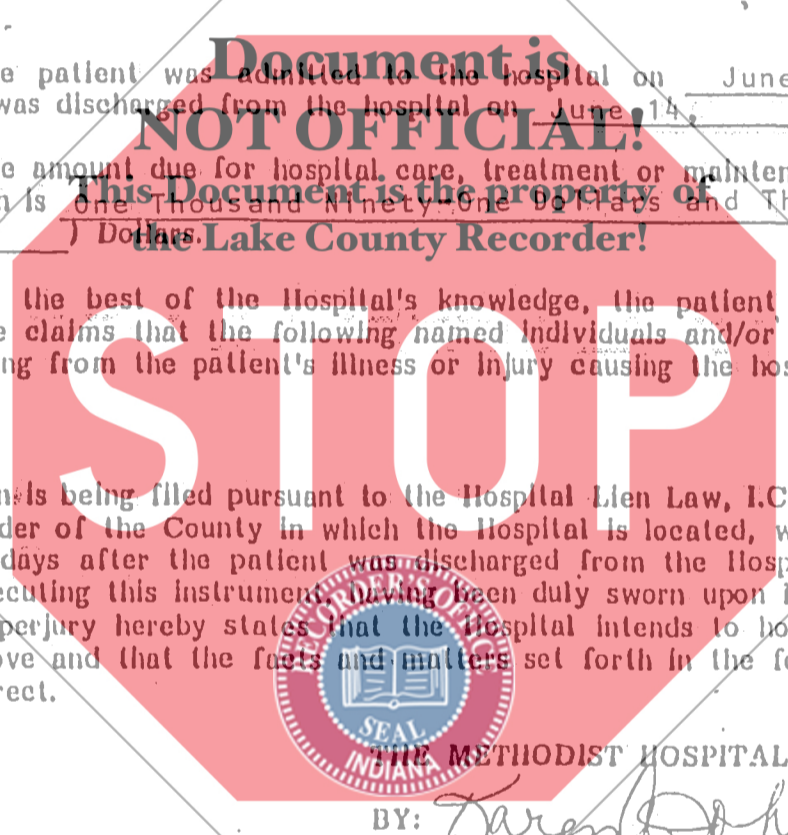 Document is
e patient was admitted to the hospital on June
was discharged from the hospital on June 14,
NOT OFFICIAL!
e amount due for hospital care, treatment or mainten
This Document is the property of
n is One Thousand Ninety-One Dollars and Th
) Dollars.
the Lake County Recorder!
the best of the Hospital's knowledge, the patient
e claims that the following named individuals and/or
ng from the patient's illness or injury causing the hos
STOP
n is being filed pursuant to the Hospital Lien Law, I.C
der of the County in which the Hospital is located, w
days after the patient was discharged from the Hosp
ecuting this instrument, having been duly sworn upon
perjury hereby states that the Hospital intends to ho
ove and that the facts and matters set forth in the fo
rect.
RECORDER'S OFFICE
SEAL
INDIANA
THE METHODIST HOSPITAL
BY: Karen